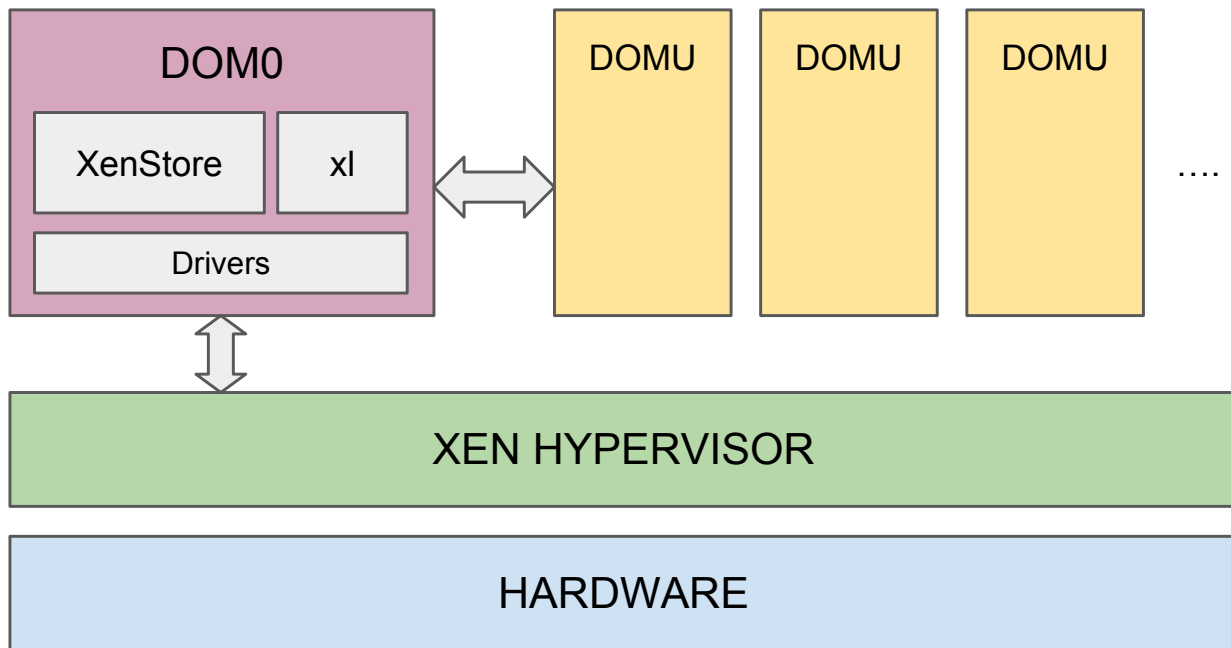 DOM0
XenStore
xl
Drivers
DOMU
DOMU
DOMU
....
XEN HYPERVISOR
HARDWARE